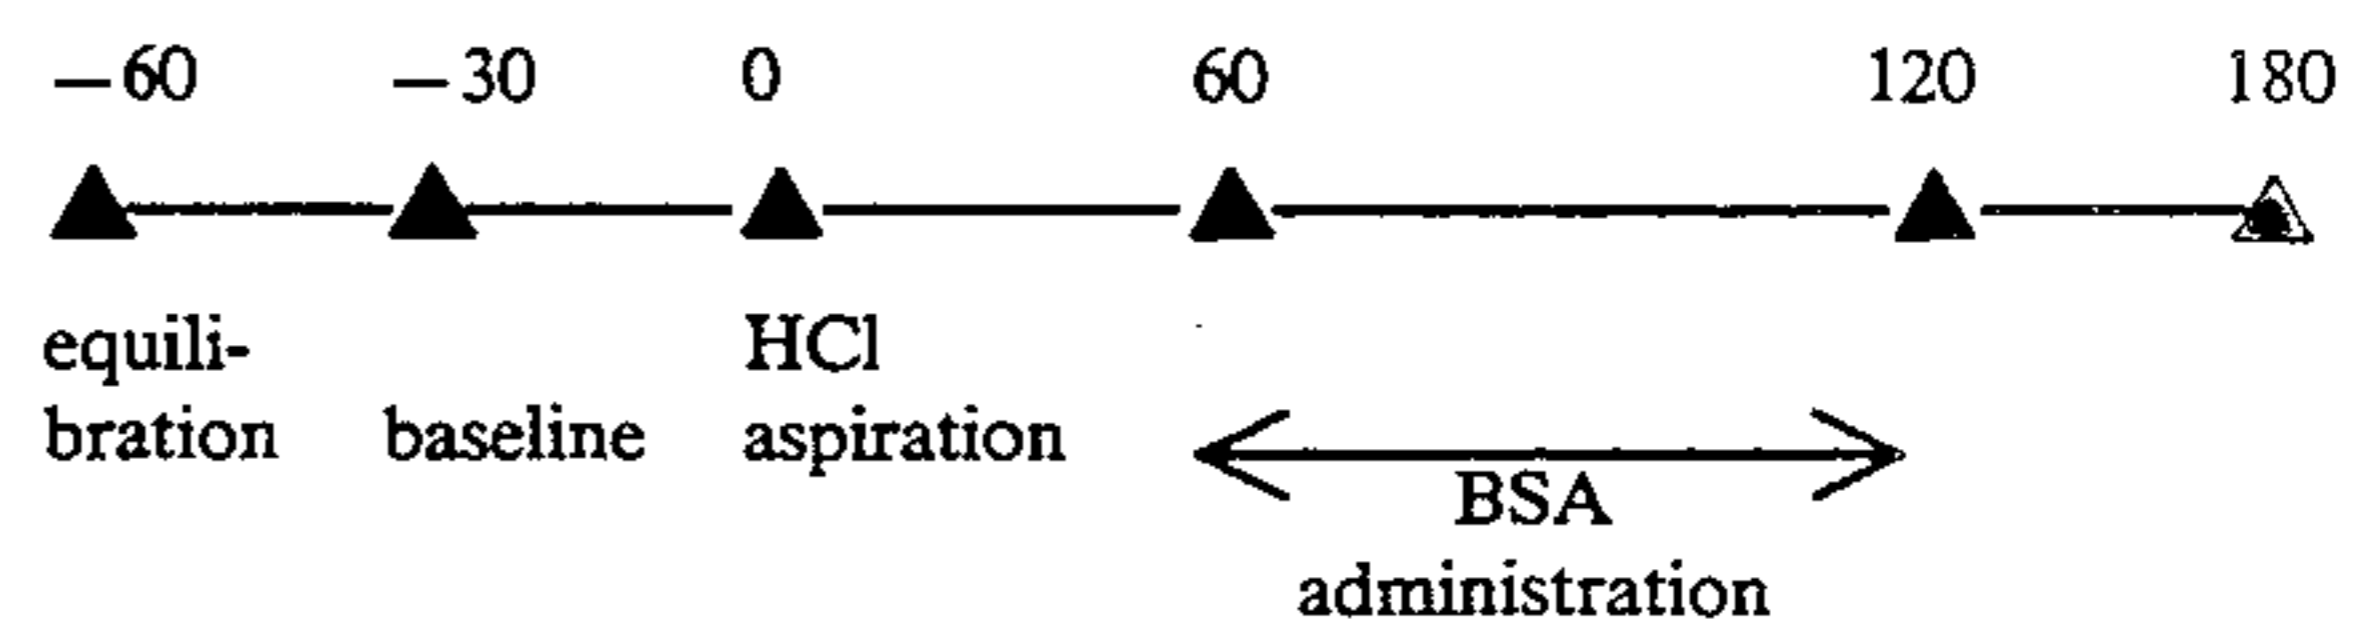 −60 −30 0 60 120 180
equili- HCl
bration baseline aspiration
BSA
administration